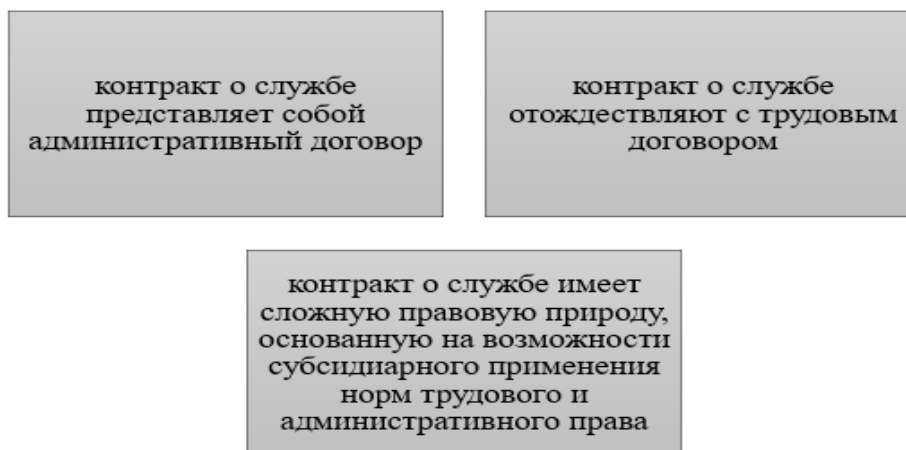 контракт о службе
представляет собой
административный договор
контракт о службе
отождествляют с трудовым
договором
контракт о службе имеет
сложную правовую природу,
основанную на возможности
субсидиарного применения
норм трудового и
административного права